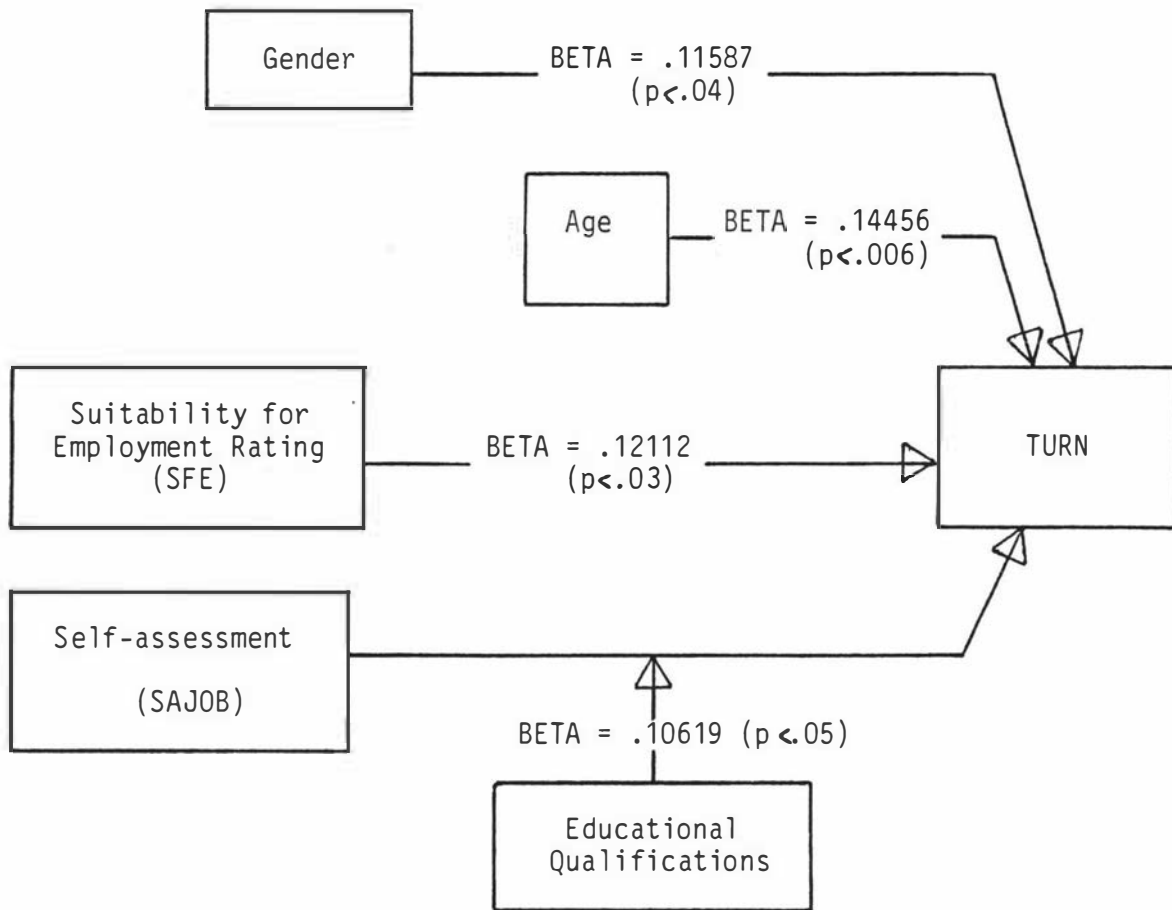 Gender
BETA = .11587
(p<.04)
Age
BETA = .14456
(p<.006)
Suitability for
Employment Rating
(SFE)
BETA = .12112
(p<.03)
TURN
Self-assessment
(SAJOB)
BETA = .10619 (p<.05)
Educational
Qualifications